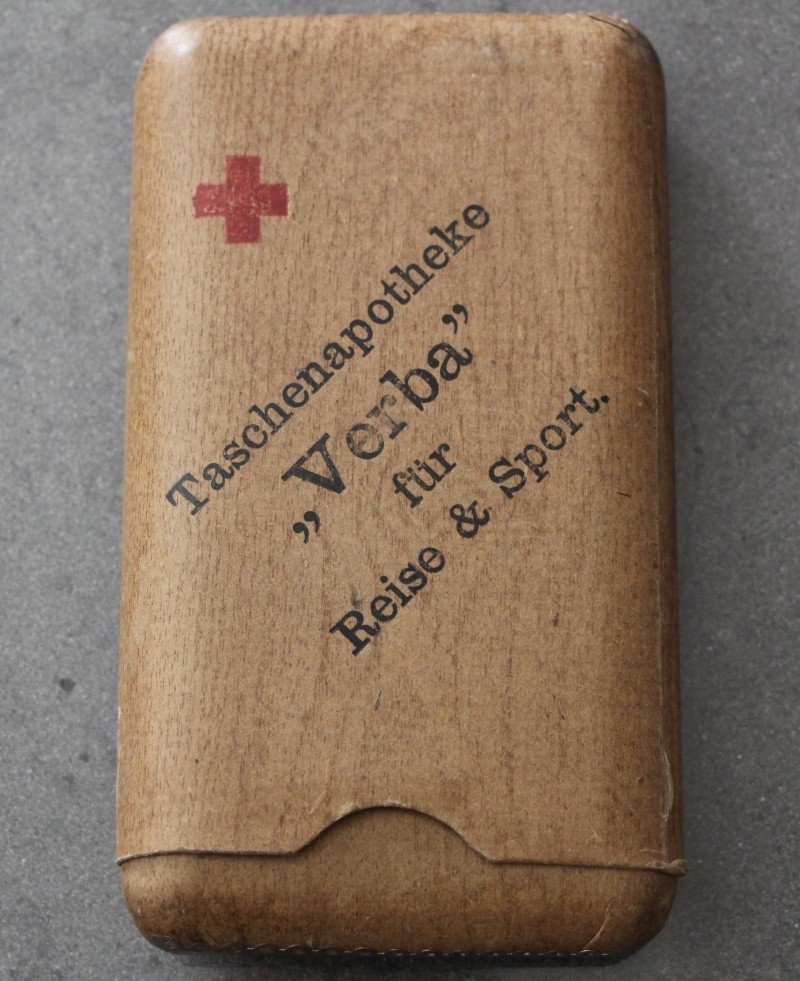 Taschenapotheke
„Verba”
für
Reise & Sport.